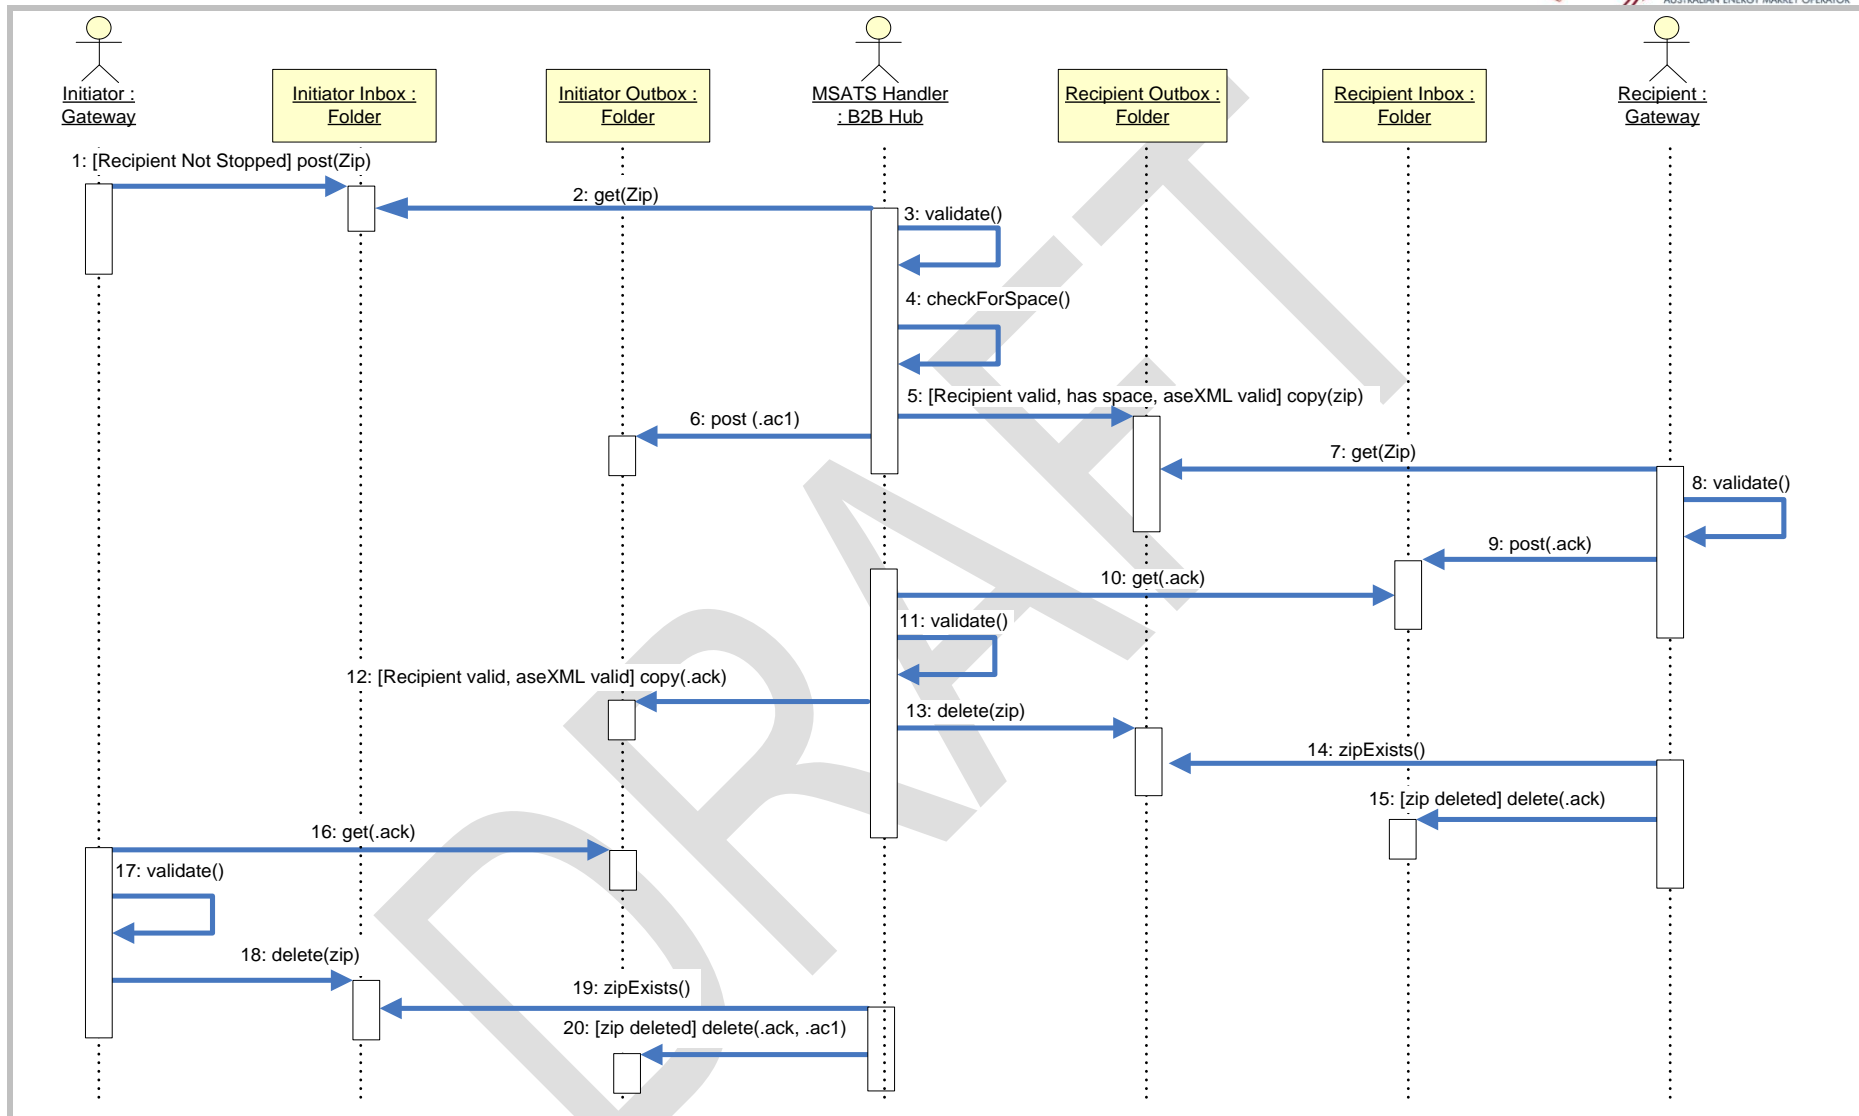 AUSTRALIAN ENERGY MARKET OPERATOR
Initiator :
Gateway
Initiator Inbox :
Folder
Initiator Outbox :
Folder
MSATS Handler
: B2B Hub
Recipient Outbox :
Folder
Recipient Inbox :
Folder
Recipient :
Gateway
1: [Recipient Not Stopped] post(Zip)
2: get(Zip)
3: validate()
4: checkForSpace()
5: [Recipient valid, has space, aseXML valid] copy(zip)
6: post (.ac1)
7: get(Zip)
8: validate()
9: post(.ack)
10: get(.ack)
11: validate()
12: [Recipient valid, aseXML valid] copy(.ack)
13: delete(zip)
14: zipExists()
15: [zip deleted] delete(.ack)
16: get(.ack)
17: validate()
18: delete(zip)
19: zipExists()
20: [zip deleted] delete(.ack, .ac1)
DRAFT